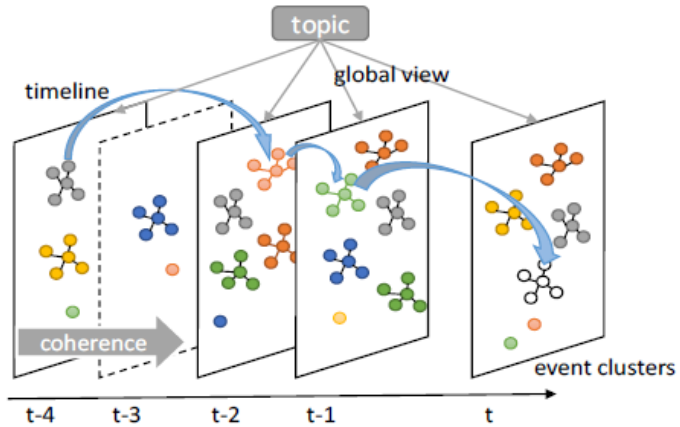 topic
global view
timeline
coherence
event clusters
t-4
t-3
t-2
t-1
t